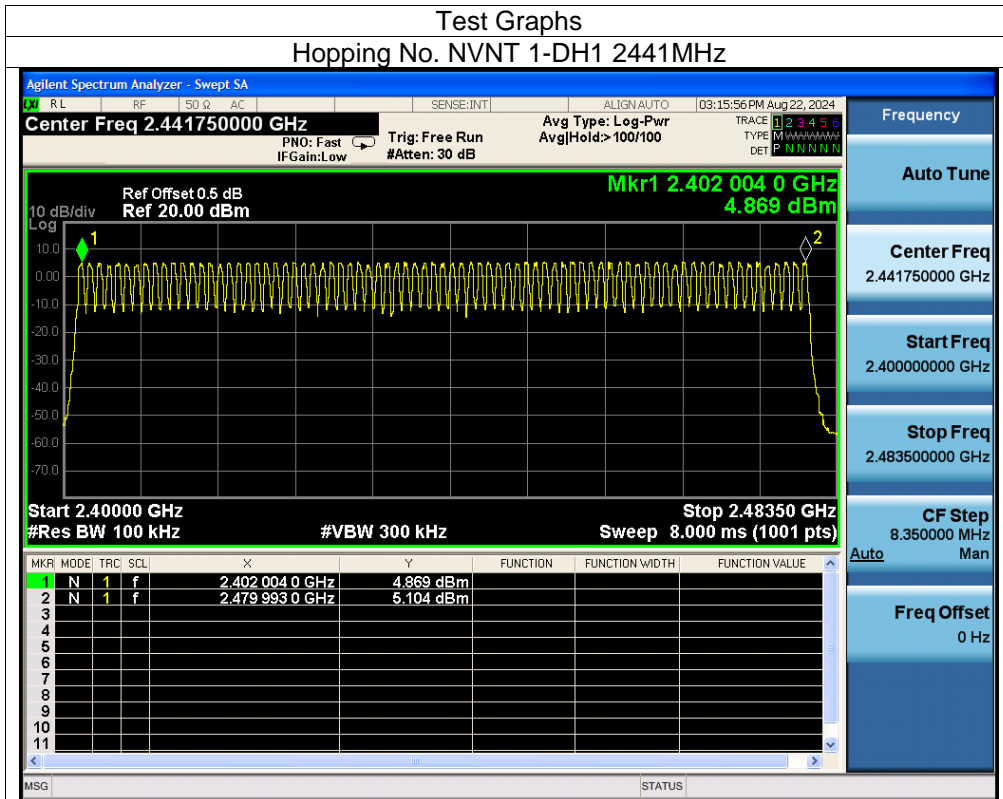 Test Graphs
Hopping No. NVNT 1-DH1 2441MHz
Agilent Spectrum Analyzer - Swept SA
LXI RL RF 50 Ω AC SENSE:INT ALIGN AUTO 03:15:56 PM Aug 22, 2024
Center Freq 2.441750000 GHz
PNO: Fast
IFGain:Low
Trig: Free Run
#Atten: 30 dB
Avg Type: Log-Pwr
Avg|Hold:>100/100
TRACE 1 2 3 4 5 6
TYPE MWWWWW
DET P N N N N N
Ref Offset 0.5 dB
10 dB/div Ref 20.00 dBm
Log
Mkr1 2.402 004 0 GHz
4.869 dBm
1
2
10.0
0.00
-10.0
-20.0
-30.0
-40.0
-50.0
-60.0
-70.0
Start 2.40000 GHz Stop 2.48350 GHz
#Res BW 100 kHz #VBW 300 kHz Sweep 8.000 ms (1001 pts)
MKR MODE TRC SCL X Y FUNCTION FUNCTION WIDTH FUNCTION VALUE
1 N 1 f 2.402 004 0 GHz 4.869 dBm
2 N 1 f 2.479 993 0 GHz 5.104 dBm
3
4
5
6
7
8
9
10
11
MSG STATUS
Frequency
Auto Tune
Center Freq
2.441750000 GHz
Start Freq
2.400000000 GHz
Stop Freq
2.483500000 GHz
CF Step
8.350000 MHz
Auto Man
Freq Offset
0 Hz